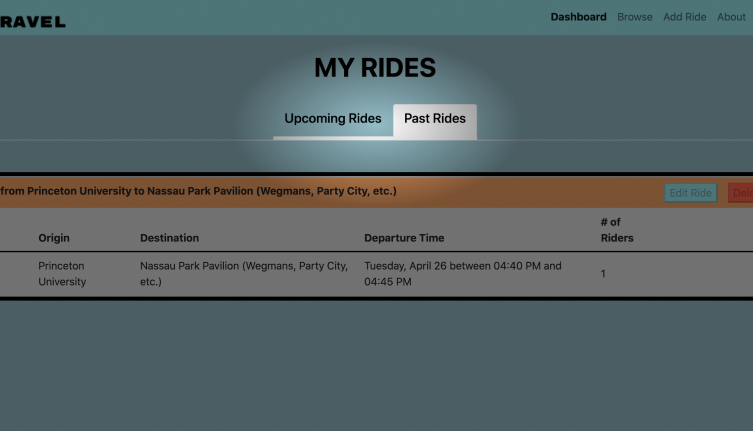 RAVEL
Dashboard Browse Add Ride About
MY RIDES
Upcoming Rides Past Rides
from Princeton University to Nassau Park Pavilion (Wegmans, Party City, etc.) Edit Ride Dele
Origin Destination Departure Time # of Riders
Princeton University Nassau Park Pavilion (Wegmans, Party City, etc.) Tuesday, April 26 between 04:40 PM and 04:45 PM 1